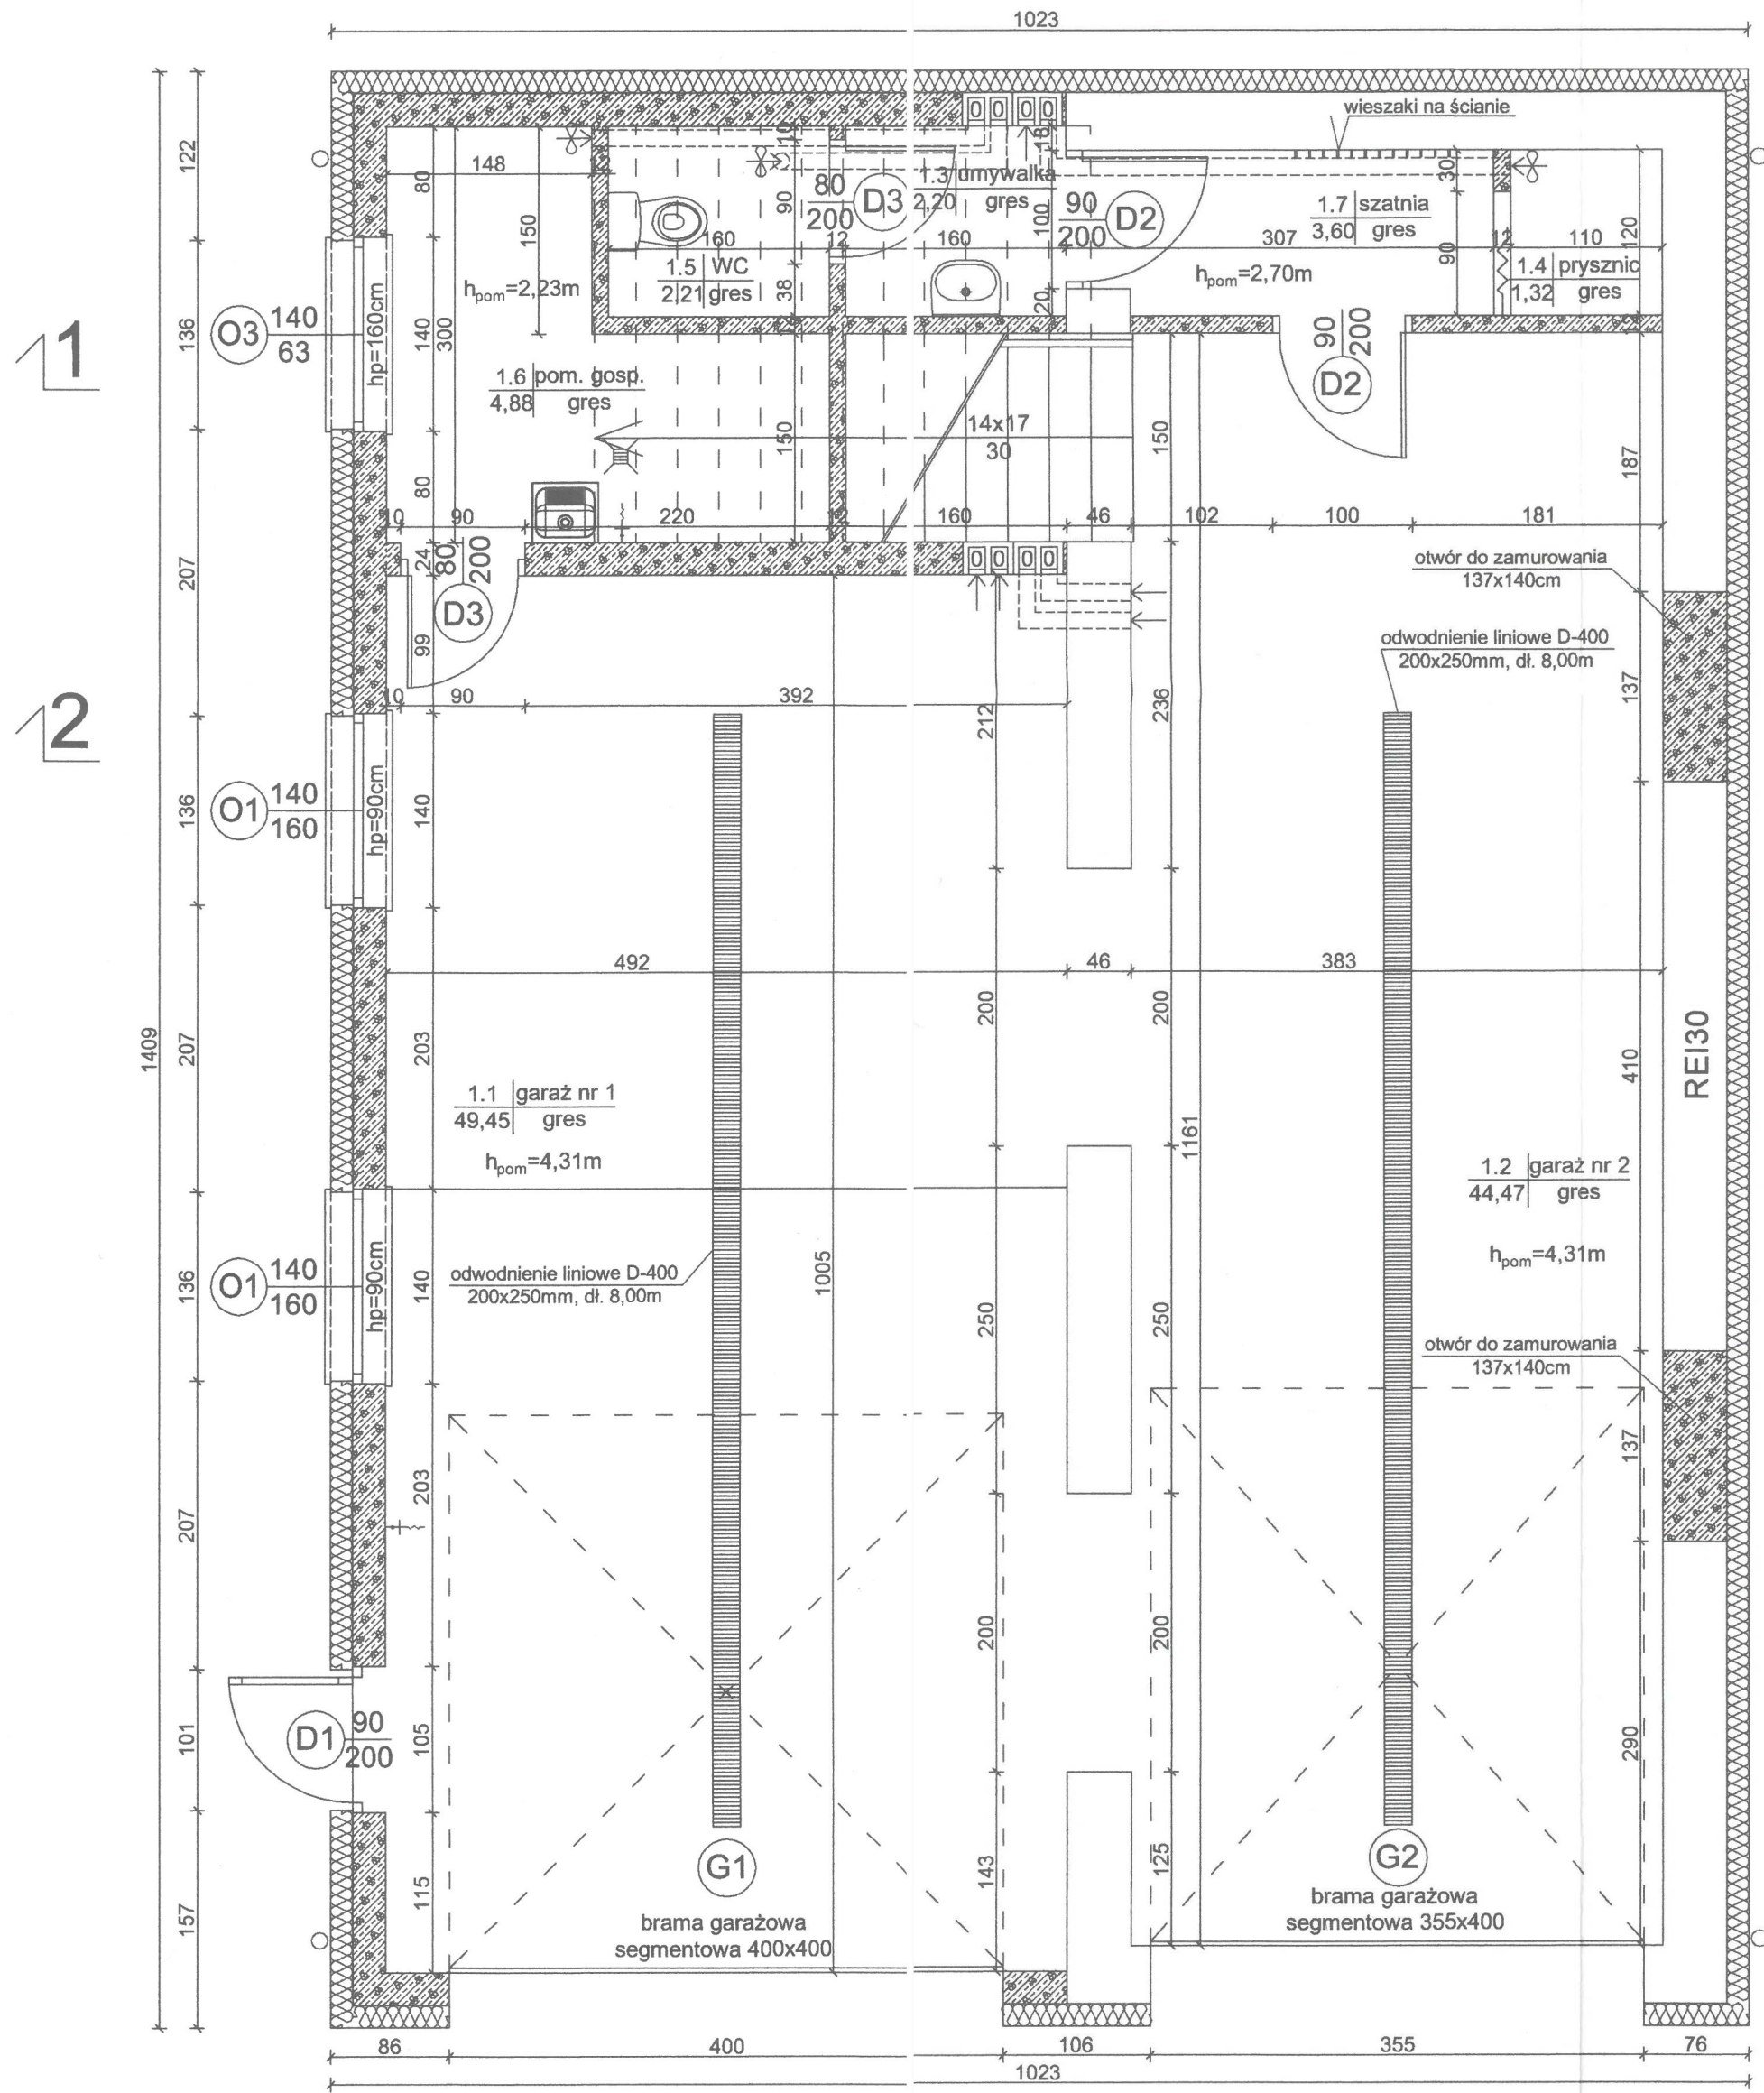 1023
wieszaki na ścianie
122
80
148
12
10
18
30
150
90
80
200
D3
1.3 umywalka
2,20 gres
100
90
200
D2
1.7 szatnia
3,60 gres
90
120
160
12
160
307
12
110
1.5 WC
2,21 gres
38
12
20
hpom=2,23m
hpom=2,70m
1.4 prysznic
1,32 gres
12
1
136
O3 140
63
hp=160cm
140
300
1.6 pom. gosp.
4,88 gres
150
14x17
30
150
90
200
D2
187
80
10
90
220
12
160
46
102
100
181
207
24
80
200
D3
99
otwór do zamurowania
137x140cm
odwodnienie liniowe D-400
200x250mm, dł. 8,00m
2
10
90
392
212
236
137
136
O1 140
160
hp=90cm
140
492
46
383
200
200
1409
207
203
1.1 garaż nr 1
49,45 gres
hpom=4,31m
1161
410
REI30
1.2 garaż nr 2
44,47 gres
hpom=4,31m
136
O1 140
160
hp=90cm
140
odwodnienie liniowe D-400
200x250mm, dł. 8,00m
1005
250
250
otwór do zamurowania
137x140cm
137
207
203
200
200
290
101
D1 90
200
105
157
115
G1
brama garażowa
segmentowa 400x400
143
125
G2
brama garażowa
segmentowa 355x400
86
400
106
355
76
1023